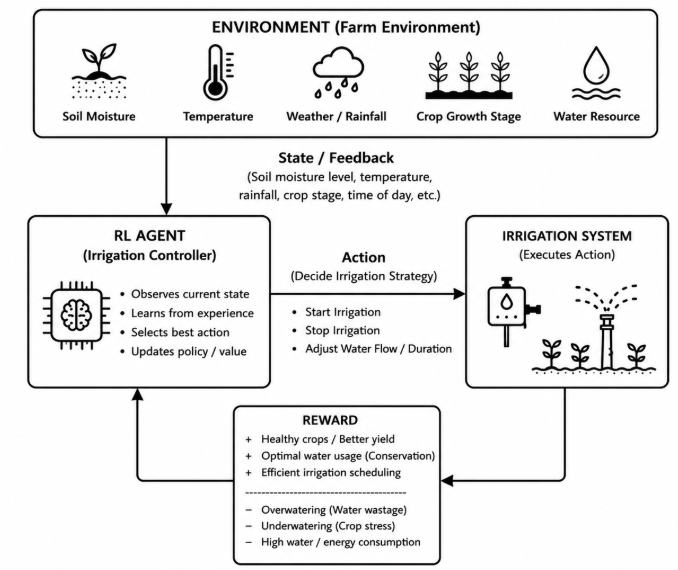 ENVIRONMENT (Farm Environment)
Soil Moisture
Temperature
Weather / Rainfall
Crop Growth Stage
Water Resource
State / Feedback
(Soil moisture level, temperature,
rainfall, crop stage, time of day, etc.)
RL AGENT
(Irrigation Controller)
• Observes current state
• Learns from experience
• Selects best action
• Updates policy / value
Action
(Decide Irrigation Strategy)
• Start Irrigation
• Stop Irrigation
• Adjust Water Flow / Duration
IRRIGATION SYSTEM
(Executes Action)
REWARD
+ Healthy crops / Better yield
+ Optimal water usage (Conservation)
+ Efficient irrigation scheduling
– Overwatering (Water wastage)
– Underwatering (Crop stress)
– High water / energy consumption